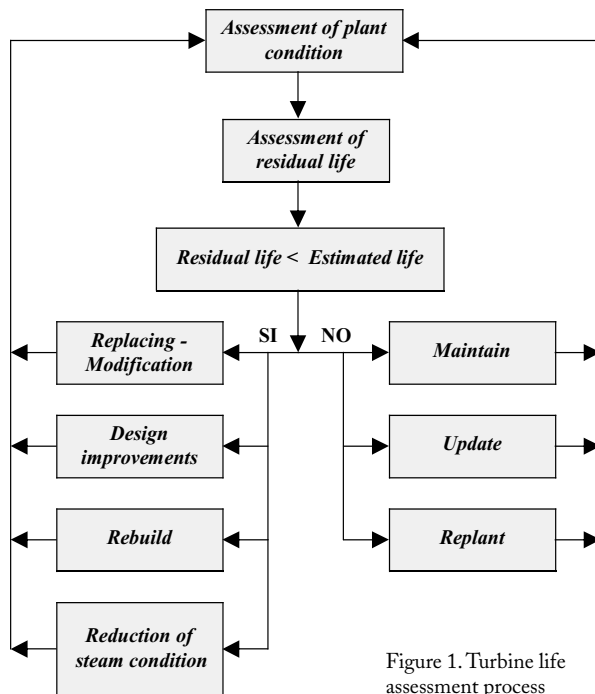 Assessment of plant
condition
Assessment of
residual life
Residual life < Estimated life
SI NO
Replacing -
Modification
Maintain
Design
improvements
Update
Rebuild
Replant
Reduction of
steam condition
Figure 1. Turbine life
assessment process